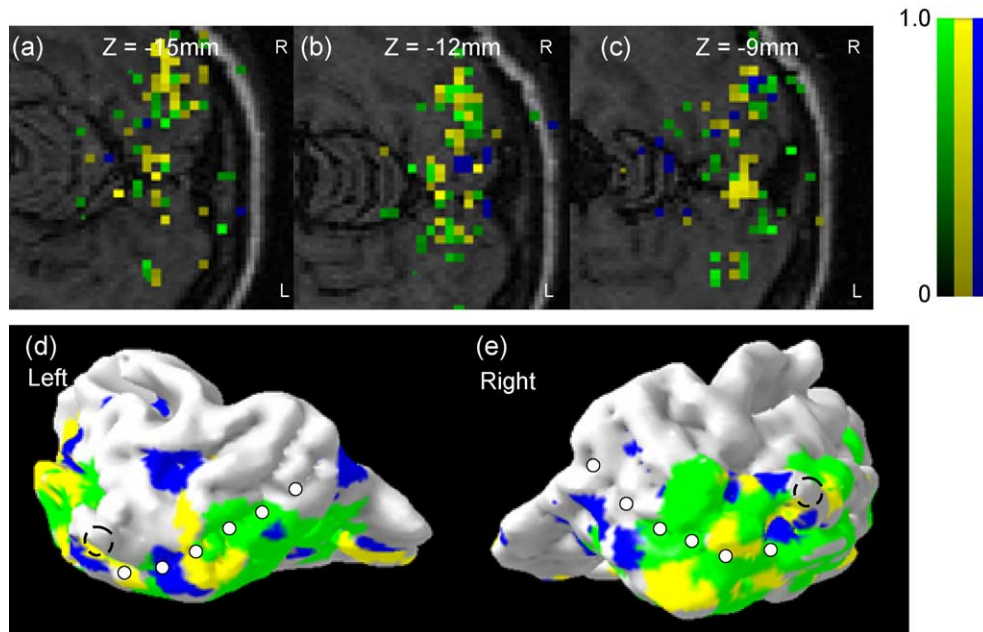 (a) Z = -15mm R
(b) Z = -12mm R
(c) Z = -9mm R
1.0
0
L
L
L
(d)
Left
(e)
Right